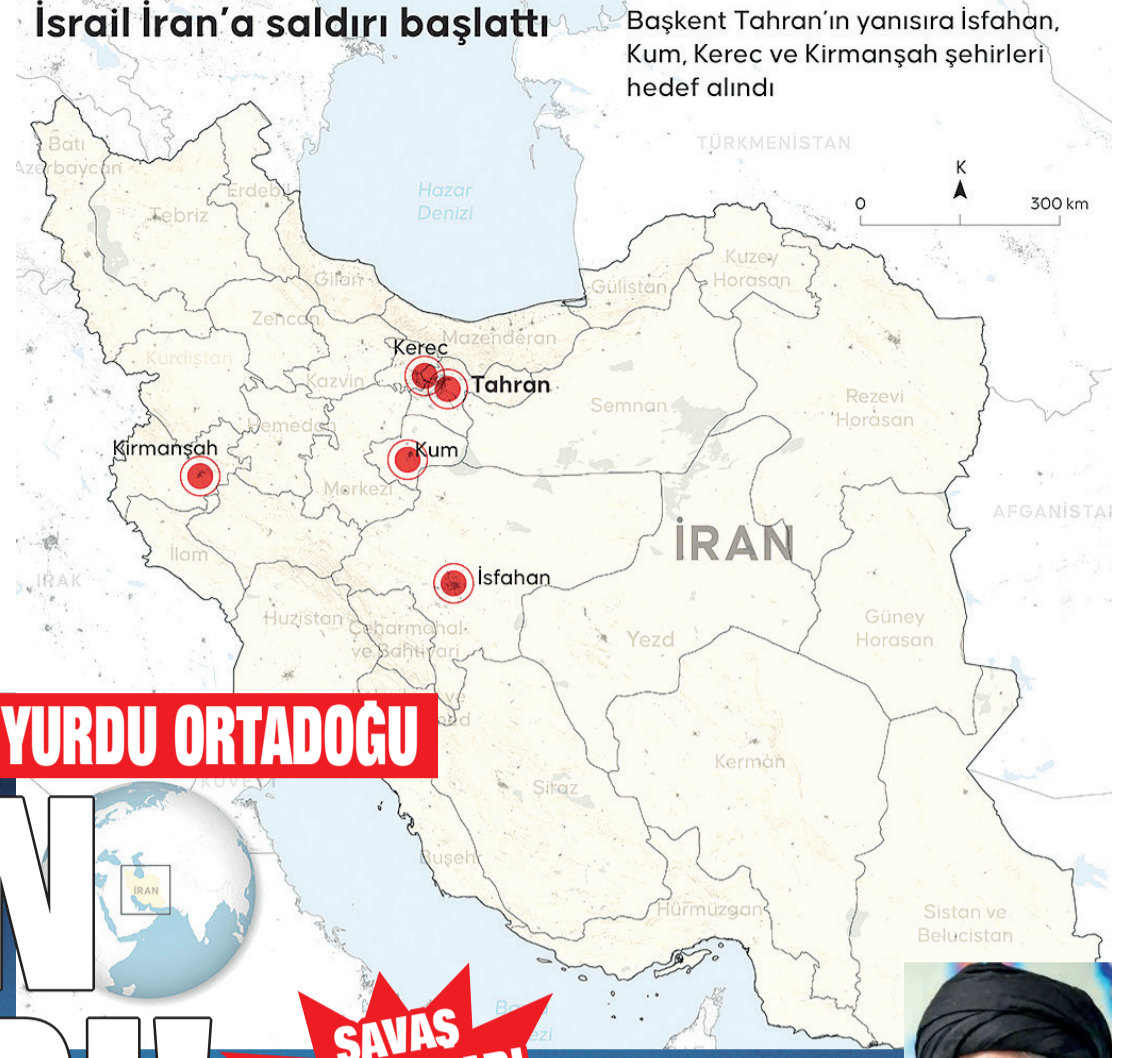 İsrail İran’a saldırı başlattı
Başkent Tahran’ın yanısıra İsfahan,
Kum, Kerec ve Kirmanşah şehirleri
hedef alındı
TÜRKMENİSTAN
K
0 300 km
Batı
Azerbaycan
Erdebil
Tebriz
Hazar
Denizi
Gilan
Gülistan
Kuzey
Horasan
Zencan
Mazenderan
Kürdistan
Kerec
Kazvin
Tahran
Semnan
Rezevi
Horasan
Hemedan
Kirmanşah
Kum
Merkezi
AFGANİSTA
İRAN
İlam
IRAK
İsfahan
Huzistan
Çeharmahal
ve Bahtiyari
Yezd
Güney
Horasan
ve
YURDU ORTADOĞU
KUVEYT
Kerman
Şiraz
N
İRAN
Buşehr
Hürmüzgan
Sistan ve
Belucistan
SAVAŞ